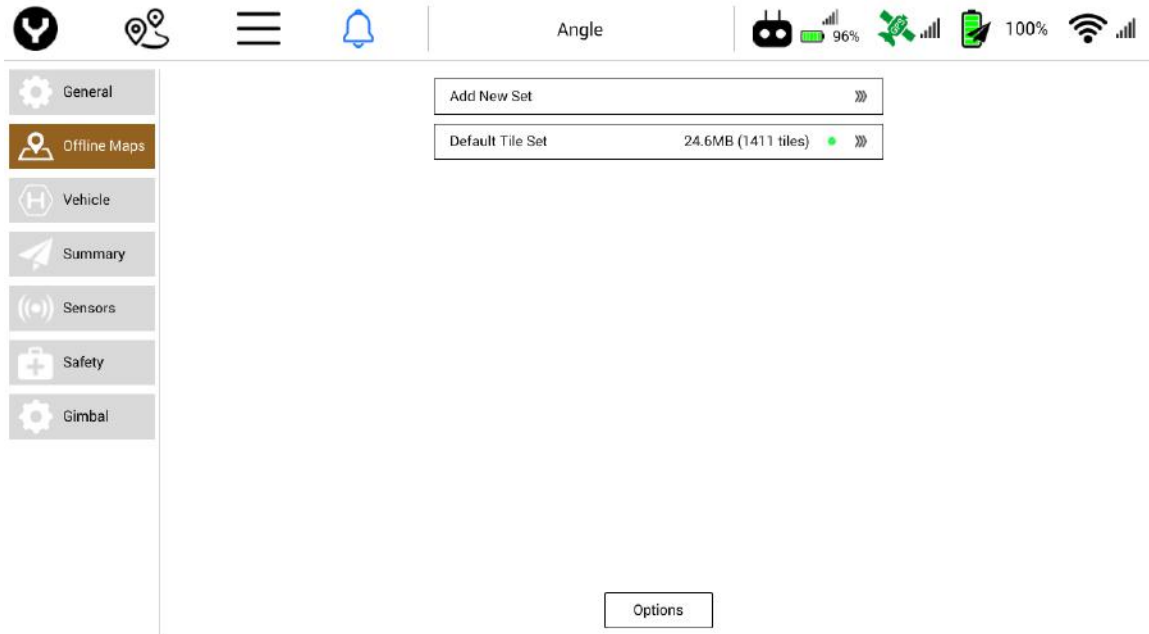 Angle
96%
100%
General
Offline Maps
Vehicle
Summary
Sensors
Safety
Gimbal
Add New Set
Default Tile Set 24.6MB (1411 tiles)
Options